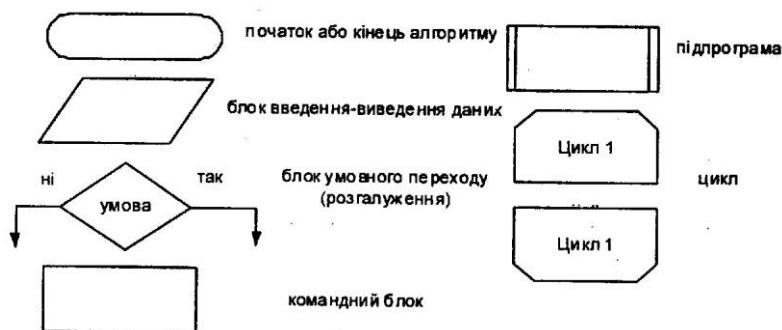 початок або кінець алгоритму
підпрограма
блок введення-виведення даних
Цикл 1
ні
так
умова
блок умовного переходу
(розгалуження)
цикл
Цикл 1
командний блок